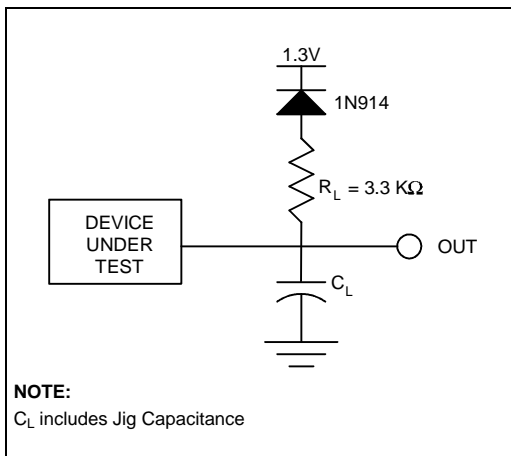 1.3V
1N914
R_L = 3.3 KΩ
DEVICE
UNDER
TEST
OUT
C_L
NOTE:
C_L includes Jig Capacitance